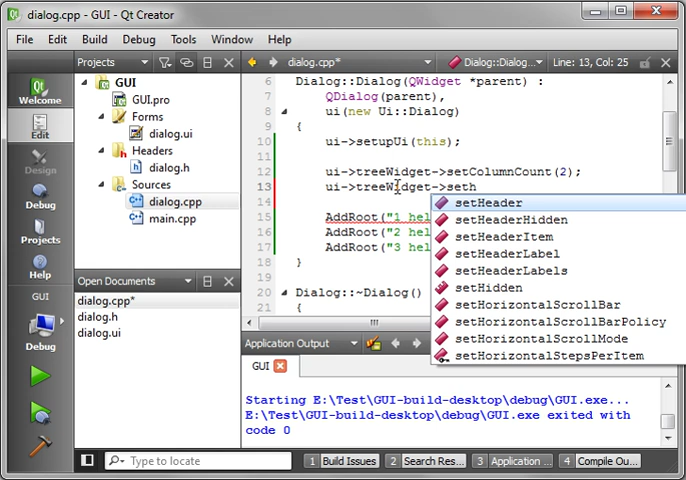 dialog.cpp* - GUI - Qt Creator
File Edit Build Debug Tools Window Help
Projects
dialog.cpp*
Dialog::Dialog...
Line: 13, Col: 25
Welcome
Edit
Design
Debug
Projects
Help
GUI
Debug
GUI
GUI.pro
Forms
dialog.ui
Headers
dialog.h
Sources
dialog.cpp
main.cpp
Open Documents
dialog.cpp*
dialog.h
dialog.ui
6 Dialog::Dialog(QWidget *parent) :
7 QDialog(parent),
8 ui(new Ui::Dialog)
9 {
10 ui->setupUi(this);
11
12 ui->treeWidget->setColumnCount(2);
13 ui->treeWidget->seth
14
15 AddRoot("1 hel
16 AddRoot("2 hel
17 AddRoot("3 hel
18 }
19
20 Dialog::~Dialog()
21 {
setHeader
setHeaderHidden
setHeaderItem
setHeaderLabel
setHeaderLabels
setHidden
setHorizontalScrollBar
setHorizontalScrollBarPolicy
setHorizontalScrollMode
setHorizontalStepsPerItem
Application Output
GUI
Starting E:\Test\GUI-build-desktop\debug\GUI.exe...
E:\Test\GUI-build-desktop\debug\GUI.exe exited with
code 0
Type to locate
1 Build Issues
2 Search Res...
3 Application ...
4 Compile Ou...